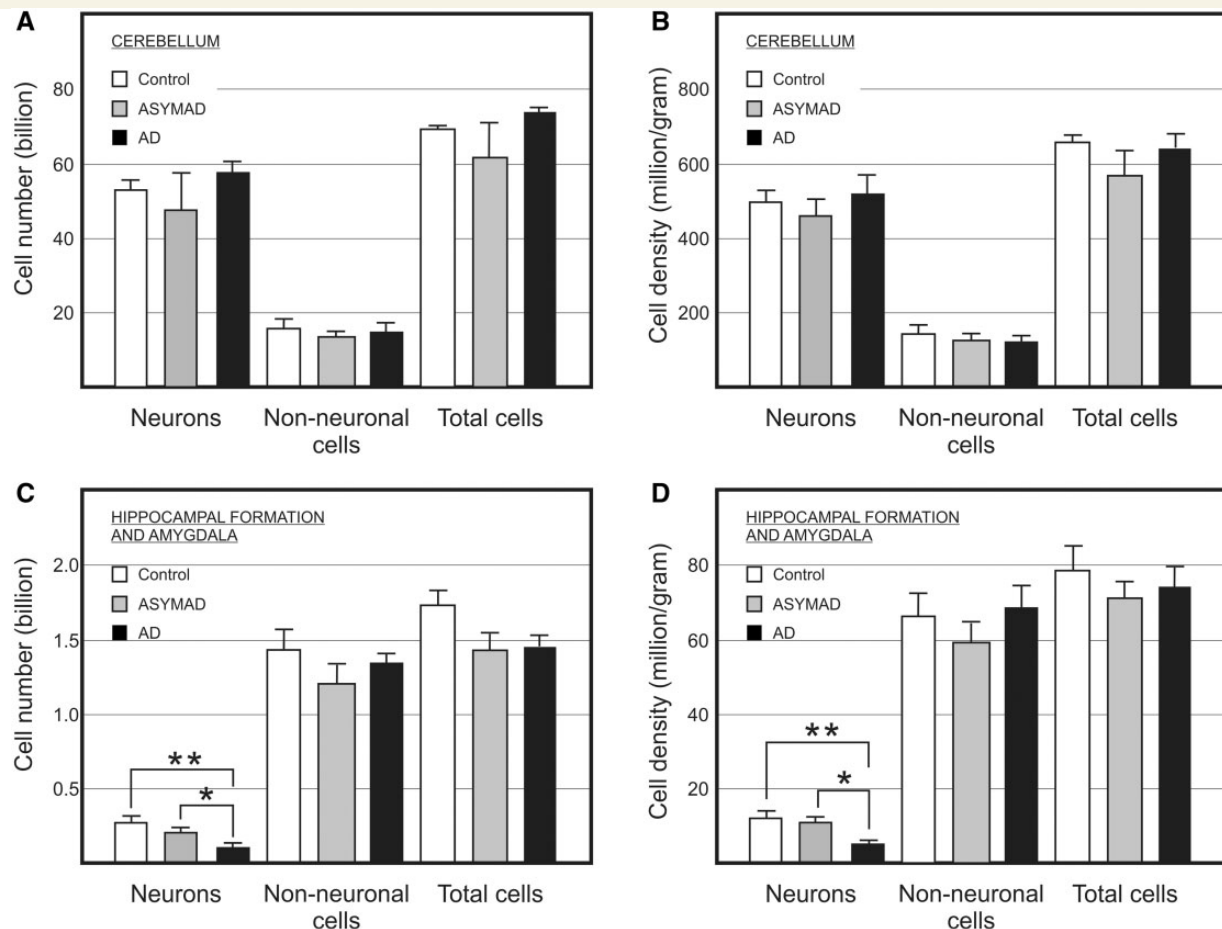 A
CEREBELLUM
Control
ASYMAD
AD
Cell number (billion)
80
60
40
20
Neurons
Non-neuronal
cells
Total cells
B
CEREBELLUM
Control
ASYMAD
AD
Cell density (million/gram)
800
600
400
200
Neurons
Non-neuronal
cells
Total cells
C
HIPPOCAMPAL FORMATION
AND AMYGDALA
Control
ASYMAD
AD
Cell number (billion)
2.0
1.5
1.0
0.5
**
*
Neurons
Non-neuronal
cells
Total cells
D
HIPPOCAMPAL FORMATION
AND AMYGDALA
Control
ASYMAD
AD
Cell density (million/gram)
80
60
40
20
**
*
Neurons
Non-neuronal
cells
Total cells